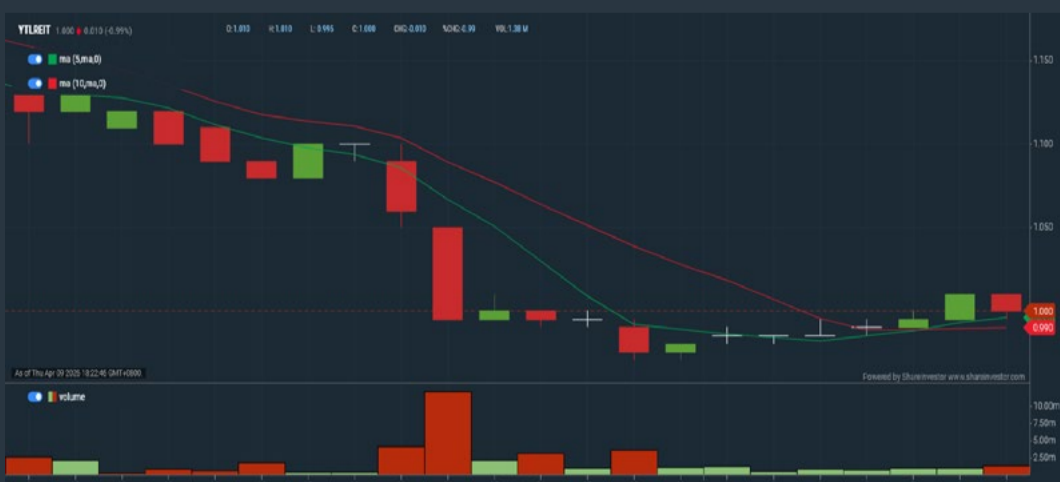 YTLREIT 1.000 0.010 (-0.99%) O:1.010 H:1.010 L: 0.995 C:1.000 CHG:-0.010 %CHG:-0.99 VOL:1.38 M
ma (5,ma,0)
ma (10,ma,0)
1.150
1.100
1.050
1.000
0.990
As of Thu Apr 09 2026 18:22:46 GMT+0800
Powered by ShareInvestor www.shareinvestor.com
volume
10.00m
7.50m
5.00m
2.50m